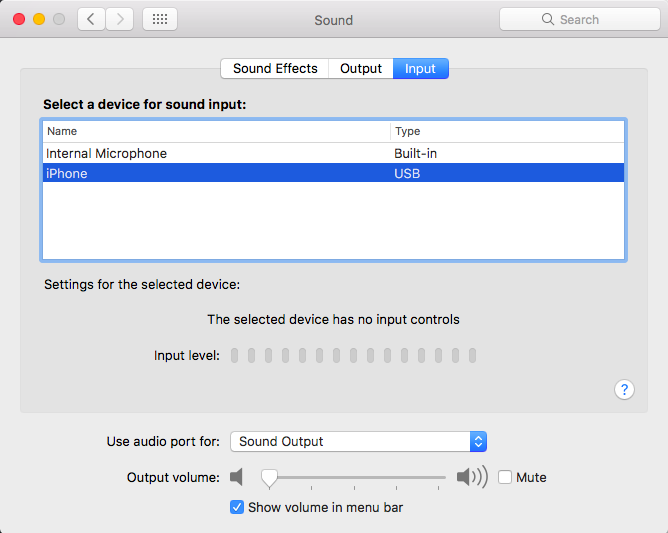 Sound
Search
Sound Effects Output Input
Select a device for sound input:
Name Type
Internal Microphone Built-in
iPhone USB
Settings for the selected device:
The selected device has no input controls
Input level:
?
Use audio port for: Sound Output
Output volume: Mute
Show volume in menu bar